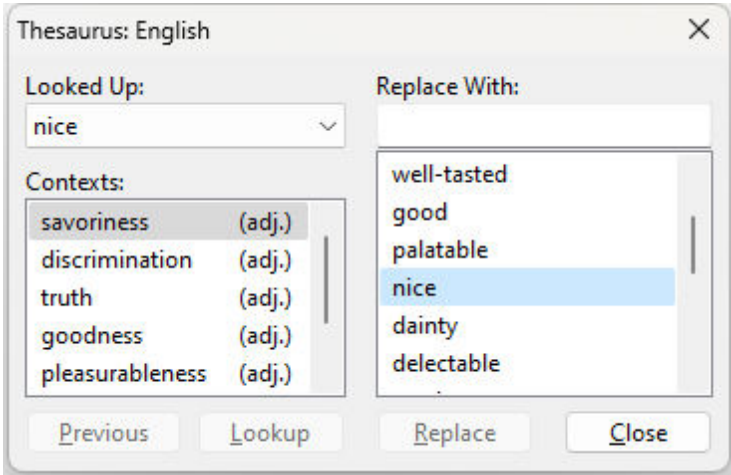 Thesaurus: English
Looked Up:
nice
Contexts:
savoriness (adj.)
discrimination (adj.)
truth (adj.)
goodness (adj.)
pleasurableness (adj.)
Previous Lookup
Replace With:
well-tasted
good
palatable
nice
dainty
delectable
Replace Close